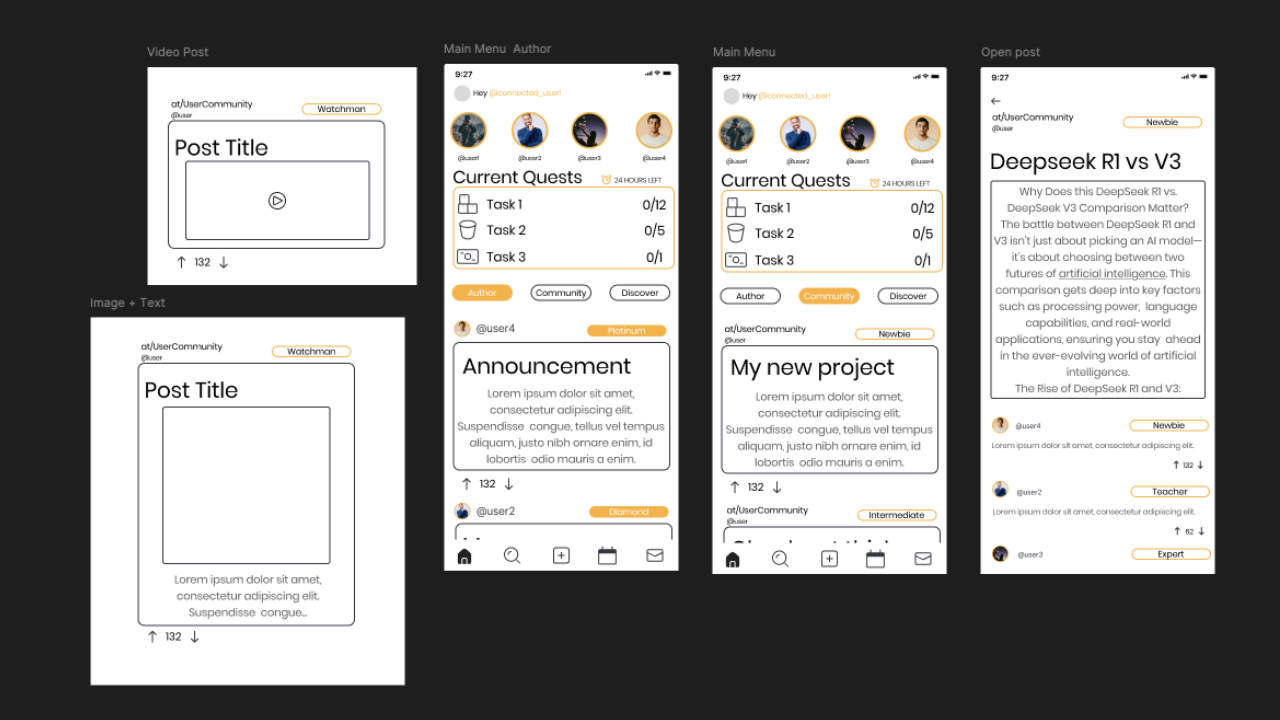 Video Post
at/UserCommunity
@user
Watchman
Post Title
132
Image + Text
at/UserCommunity
@user
Watchman
Post Title
Lorem ipsum dolor sit amet,
consectetur adipiscing elit.
Suspendisse congue...
132
Main Menu Author
9:27
Hey @connected_user!
@user1 @user2 @user3 @user4
Current Quests 24 HOURS LEFT
Task 1 0/12
Task 2 0/5
Task 3 0/1
Author Community Discover
@user4 Platinum
Announcement
Lorem ipsum dolor sit amet,
consectetur adipiscing elit.
Suspendisse congue, tellus vel tempus
aliquam, justo nibh ornare enim, id
lobortis odio mauris a enim.
132
@user2 Diamond
Main Menu
9:27
Hey @connected_user!
@user1 @user2 @user3 @user4
Current Quests 24 HOURS LEFT
Task 1 0/12
Task 2 0/5
Task 3 0/1
Author Community Discover
at/UserCommunity
@user
Newbie
My new project
Lorem ipsum dolor sit amet,
consectetur adipiscing elit.
Suspendisse congue, tellus vel tempus
aliquam, justo nibh ornare enim, id
lobortis odio mauris a enim.
132
at/UserCommunity
@user
Intermediate
Open post
9:27
at/UserCommunity
@user
Newbie
Deepseek R1 vs V3
Why Does this DeepSeek R1 vs.
DeepSeek V3 Comparison Matter?
The battle between DeepSeek R1 and
V3 isn't just about picking an AI model—
it's about choosing between two
futures of artificial intelligence. This
comparison gets deep into key factors
such as processing power, language
capabilities, and real-world
applications, ensuring you stay ahead
in the ever-evolving world of artificial
intelligence.
The Rise of DeepSeek R1 and V3:
@user4 Newbie
Lorem ipsum dolor sit amet, consectetur adipiscing elit.
132
@user2 Teacher
Lorem ipsum dolor sit amet, consectetur adipiscing elit.
62
@user3 Expert